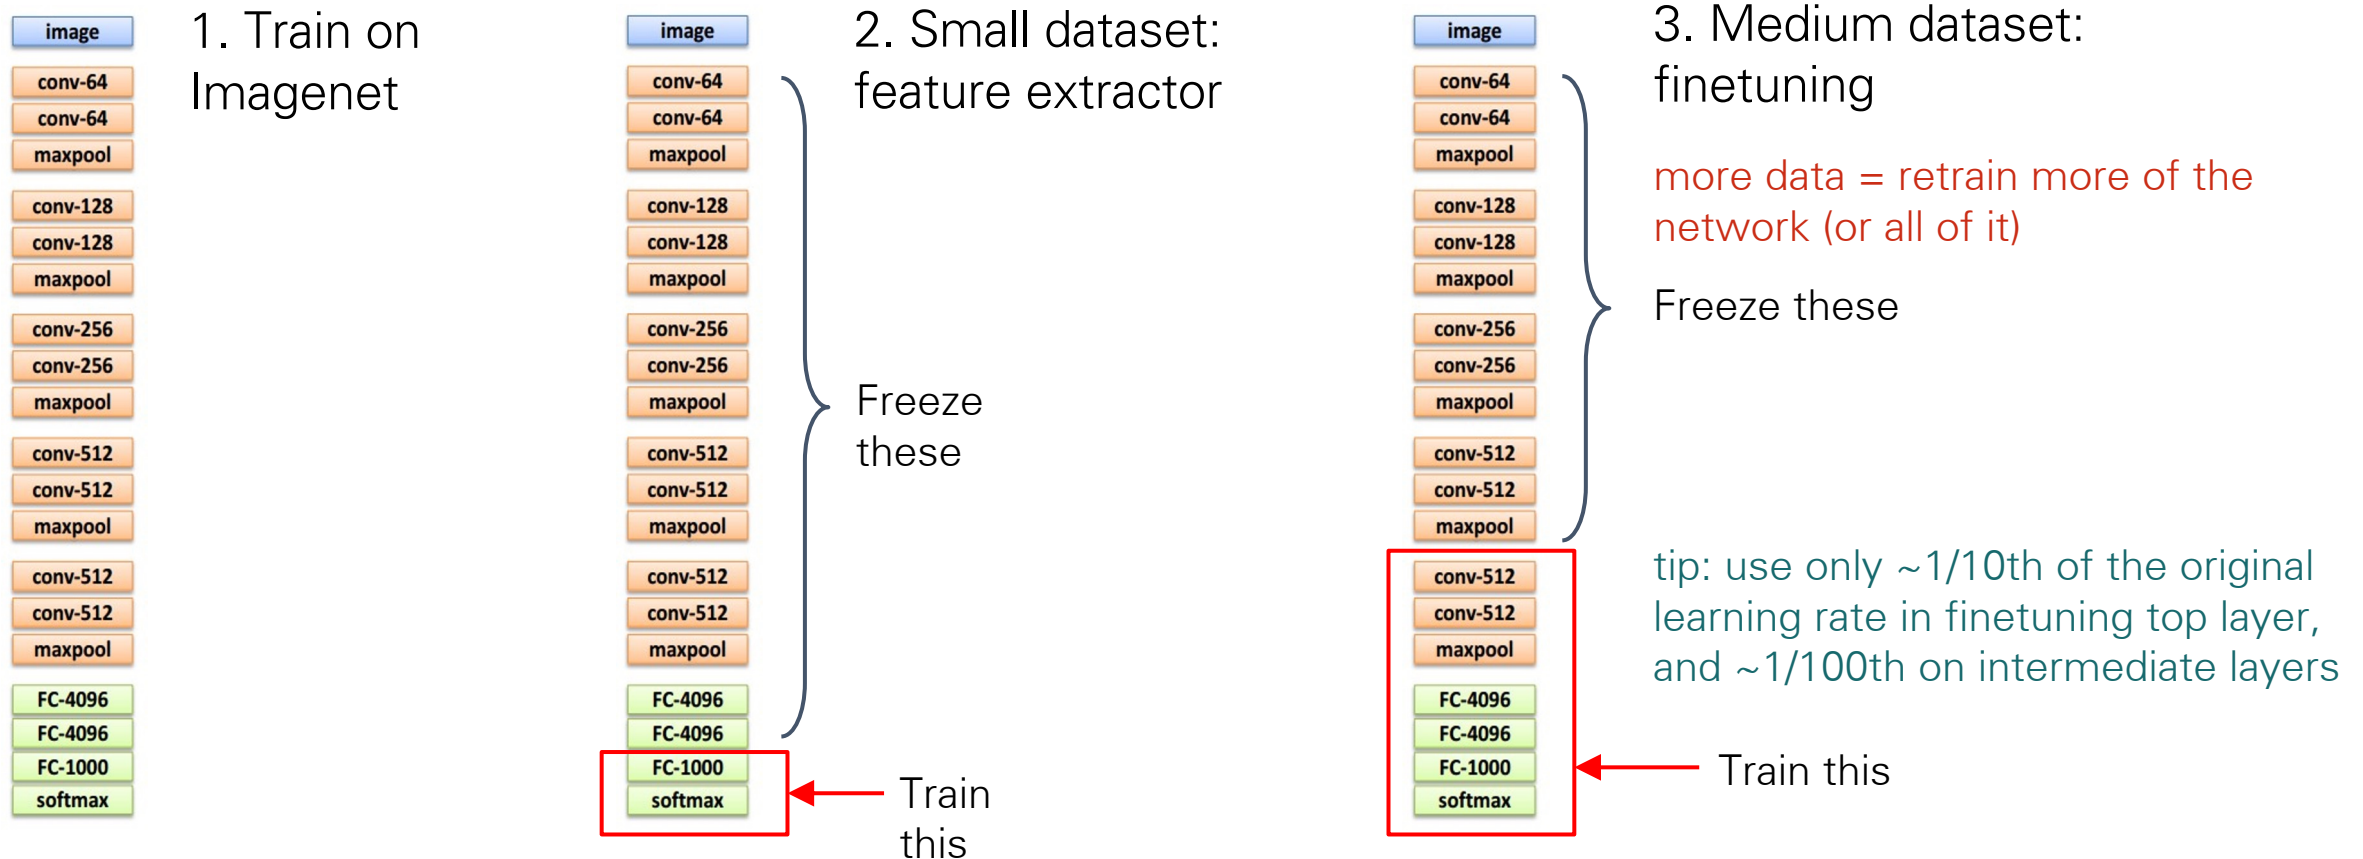 image
conv-64
conv-64
maxpool
conv-128
conv-128
maxpool
conv-256
conv-256
maxpool
conv-512
conv-512
maxpool
conv-512
conv-512
maxpool
FC-4096
FC-4096
FC-1000
softmax
1. Train on
Imagenet
image
conv-64
conv-64
maxpool
conv-128
conv-128
maxpool
conv-256
conv-256
maxpool
conv-512
conv-512
maxpool
conv-512
conv-512
maxpool
FC-4096
FC-4096
FC-1000
softmax
2. Small dataset:
feature extractor
Freeze
these
Train
this
image
conv-64
conv-64
maxpool
conv-128
conv-128
maxpool
conv-256
conv-256
maxpool
conv-512
conv-512
maxpool
conv-512
conv-512
maxpool
FC-4096
FC-4096
FC-1000
softmax
3. Medium dataset:
finetuning
more data = retrain more of the
network (or all of it)
Freeze these
tip: use only ~1/10th of the original
learning rate in finetuning top layer,
and ~1/100th on intermediate layers
Train this